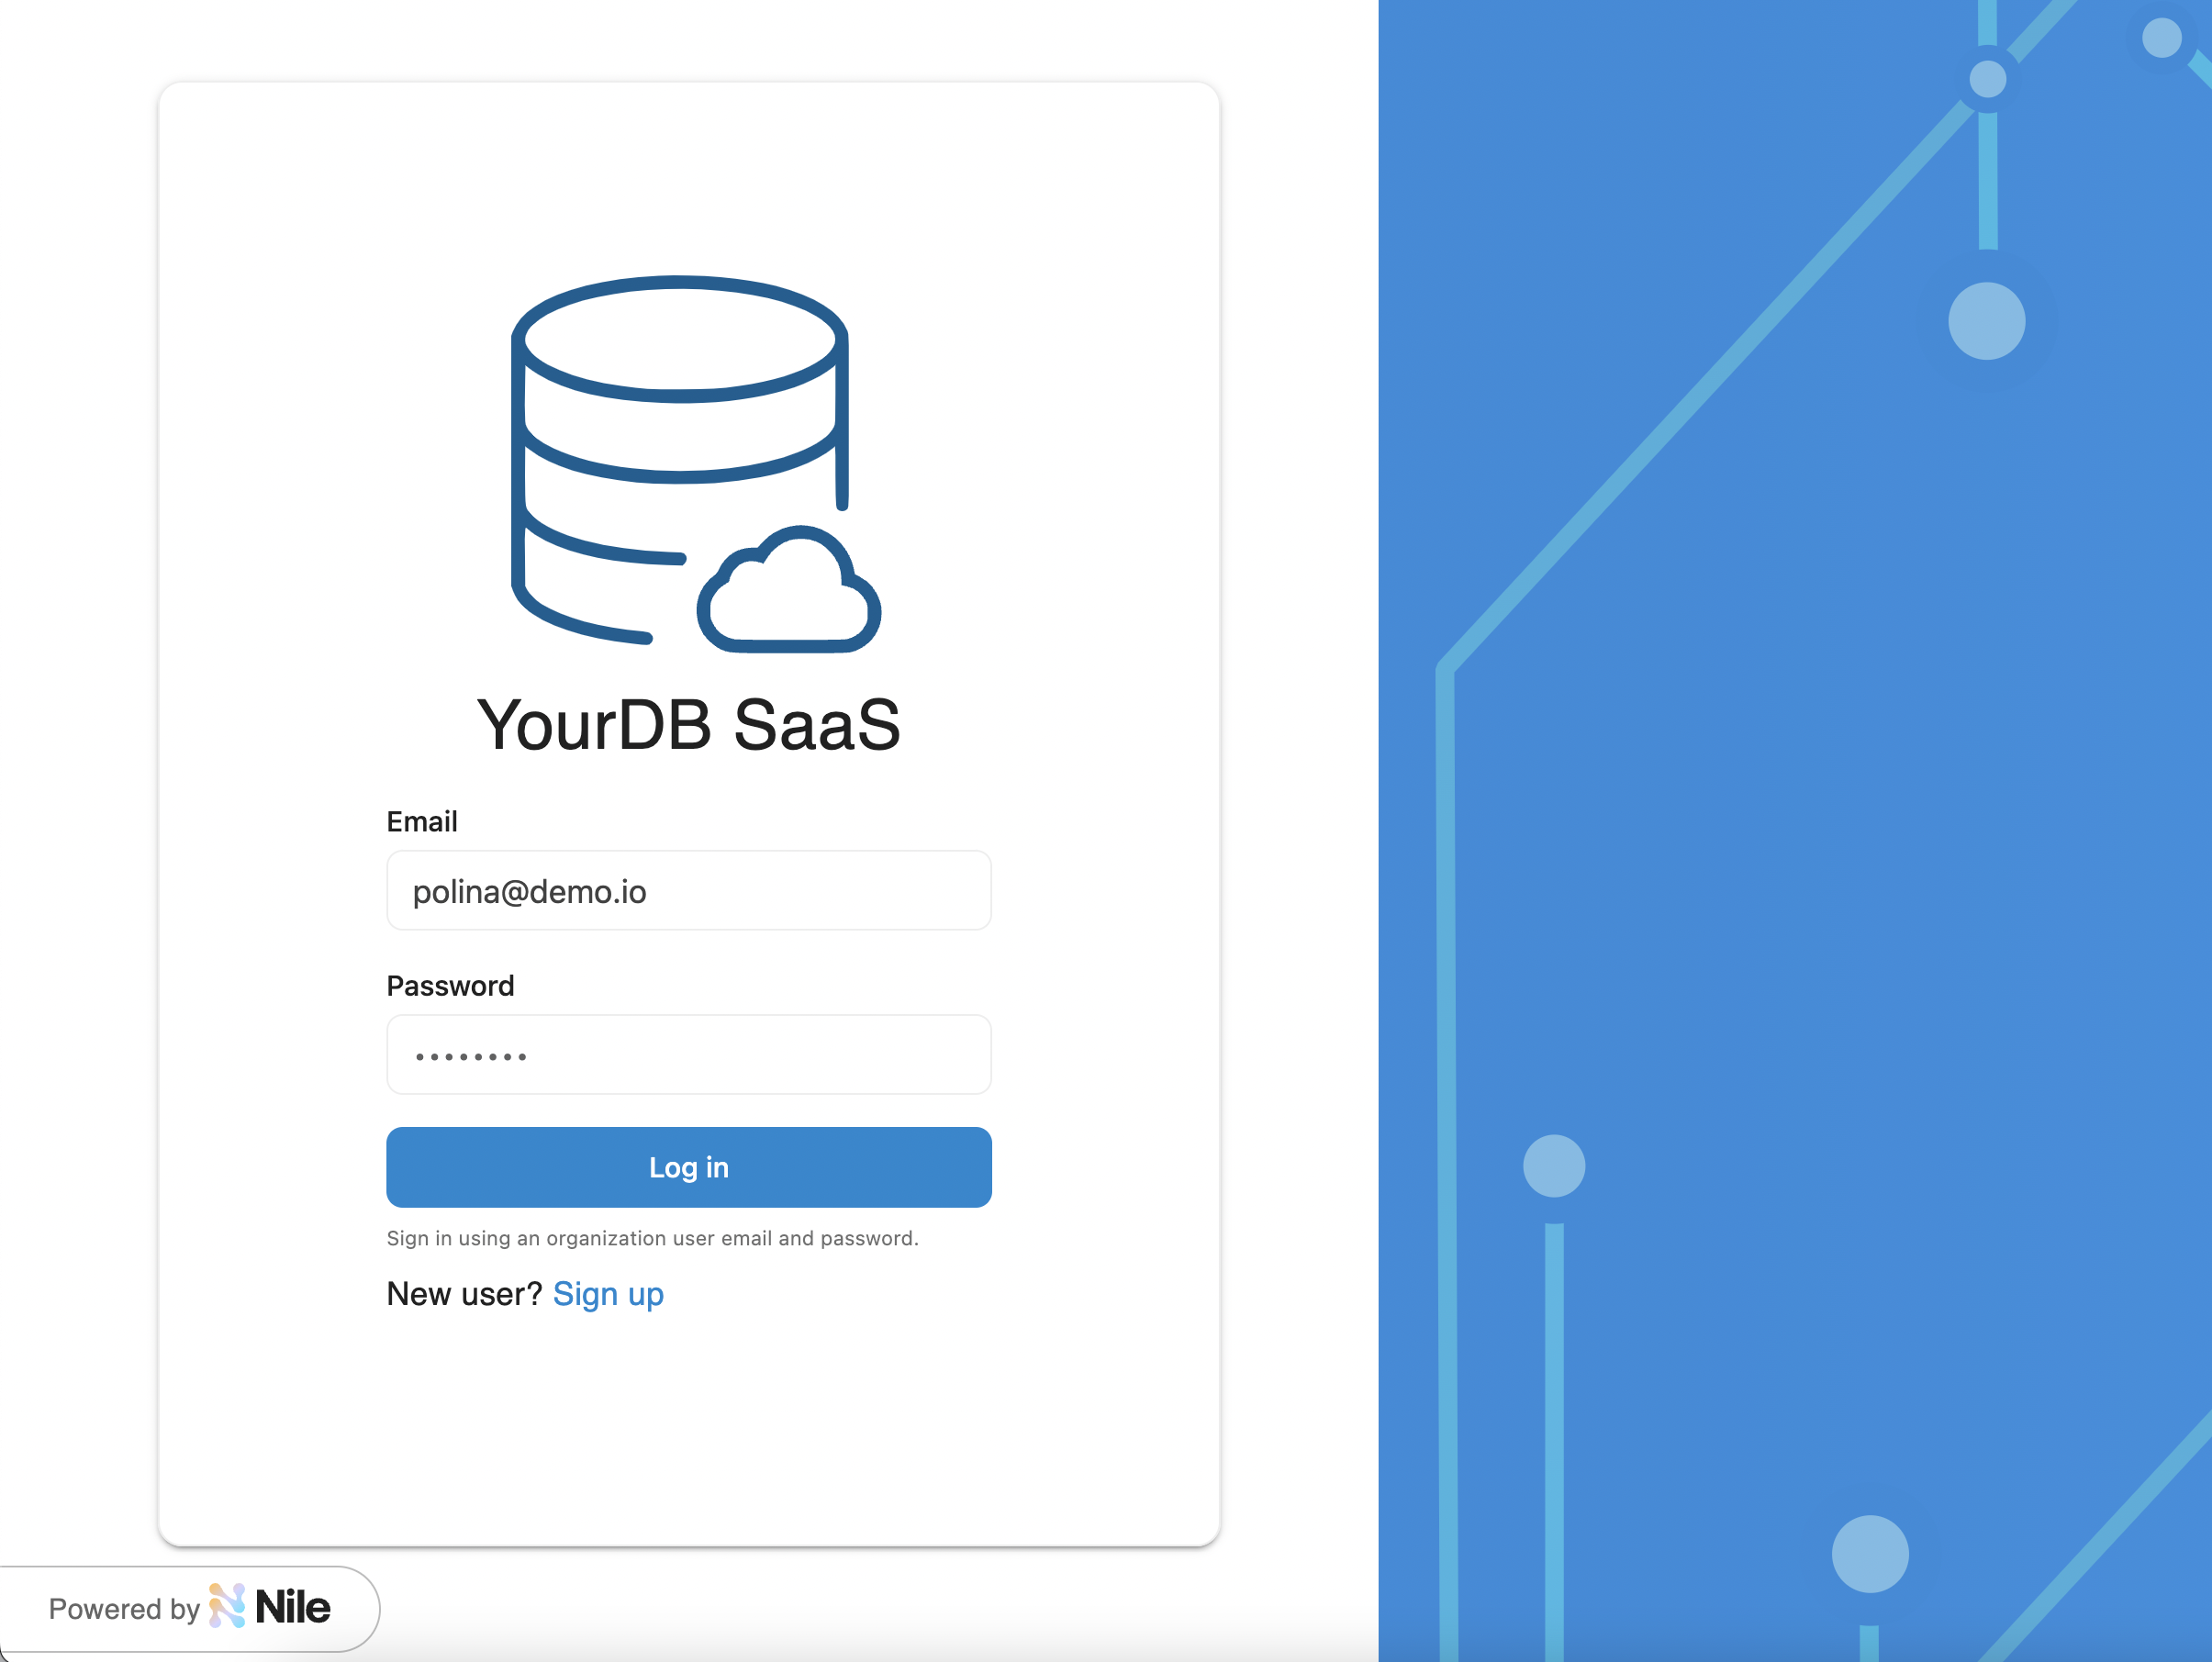 YourDB SaaS
Email
polina@demo.io
Password
••••••••
Log in
Sign in using an organization user email and password.
New user? Sign up
Powered by Nile